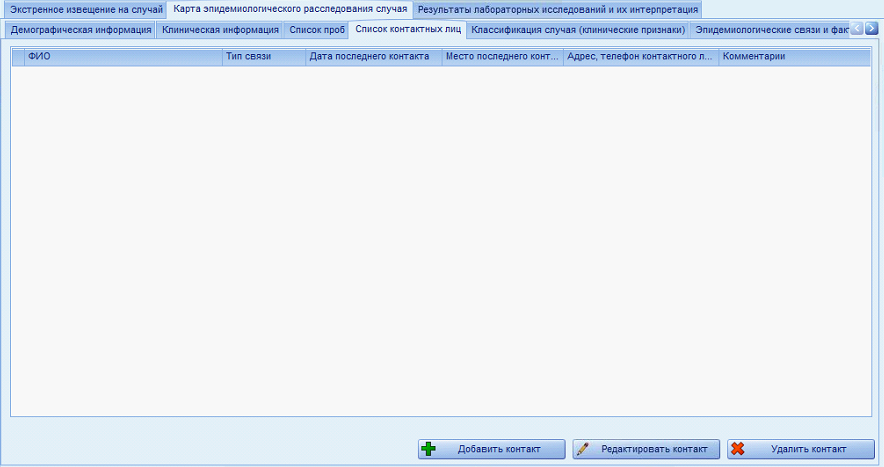 Экстренное извещение на случай Карта эпидемиологического расследования случая Результаты лабораторных исследований и их интерпретация
Демографическая информация Клиническая информация Список проб Список контактных лиц Классификация случая (клинические признаки) Эпидемиологические связи и фак
ФИО Тип связи Дата последнего контакта Место последнего конт... Адрес, телефон контактного л... Комментарии
Добавить контакт Редактировать контакт Удалить контакт